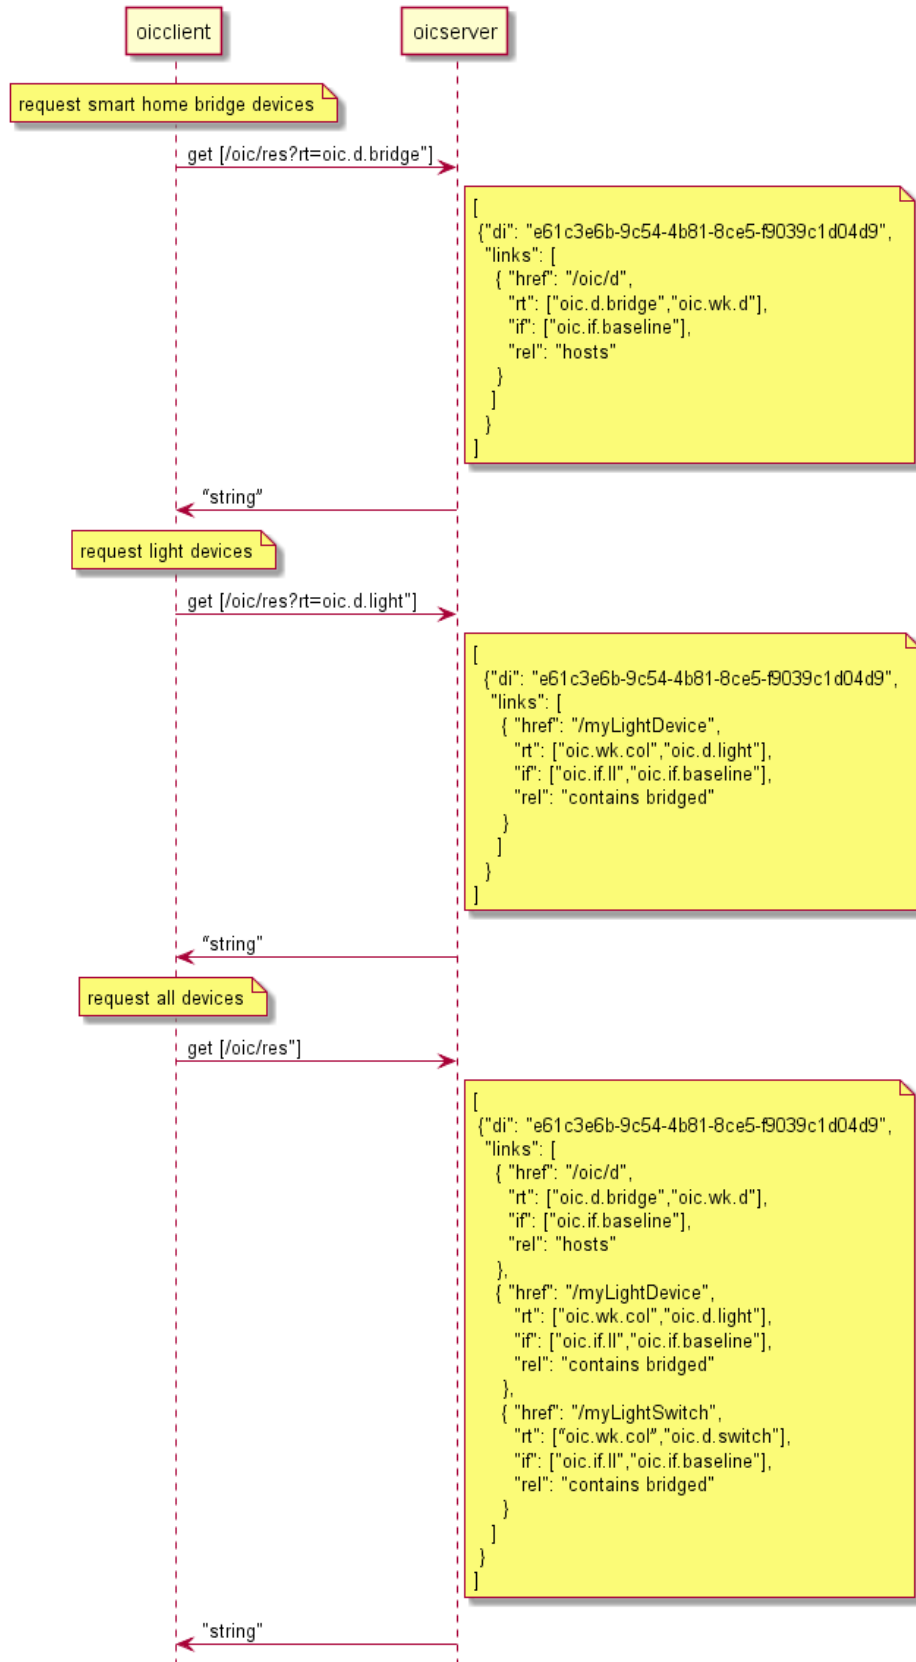 oicclient oicserver
request smart home bridge devices
get [/oic/res?rt=oic.d.bridge"]
[
{"di": "e61c3e6b-9c54-4b81-8ce5-f9039c1d04d9",
"links": [
{ "href": "/oic/d",
"rt": ["oic.d.bridge","oic.wk.d"],
"if": ["oic.if.baseline"],
"rel": "hosts"
}
]
}
]
“string”
request light devices
get [/oic/res?rt=oic.d.light"]
[
{"di": "e61c3e6b-9c54-4b81-8ce5-f9039c1d04d9",
"links": [
{ "href": "/myLightDevice",
"rt": ["oic.wk.col","oic.d.light"],
"if": ["oic.if.ll","oic.if.baseline"],
"rel": "contains bridged"
}
]
}
]
“string"
request all devices
get [/oic/res"]
[
{"di": "e61c3e6b-9c54-4b81-8ce5-f9039c1d04d9",
"links": [
{ "href": "/oic/d",
"rt": ["oic.d.bridge","oic.wk.d"],
"if": ["oic.if.baseline"],
"rel": "hosts"
},
{ "href": "/myLightDevice",
"rt": ["oic.wk.col","oic.d.light"],
"if": ["oic.if.ll","oic.if.baseline"],
"rel": "contains bridged"
},
{ "href": "/myLightSwitch",
"rt": [“oic.wk.col”,"oic.d.switch"],
"if": ["oic.if.ll","oic.if.baseline"],
"rel": "contains bridged"
}
]
}
]
"string"